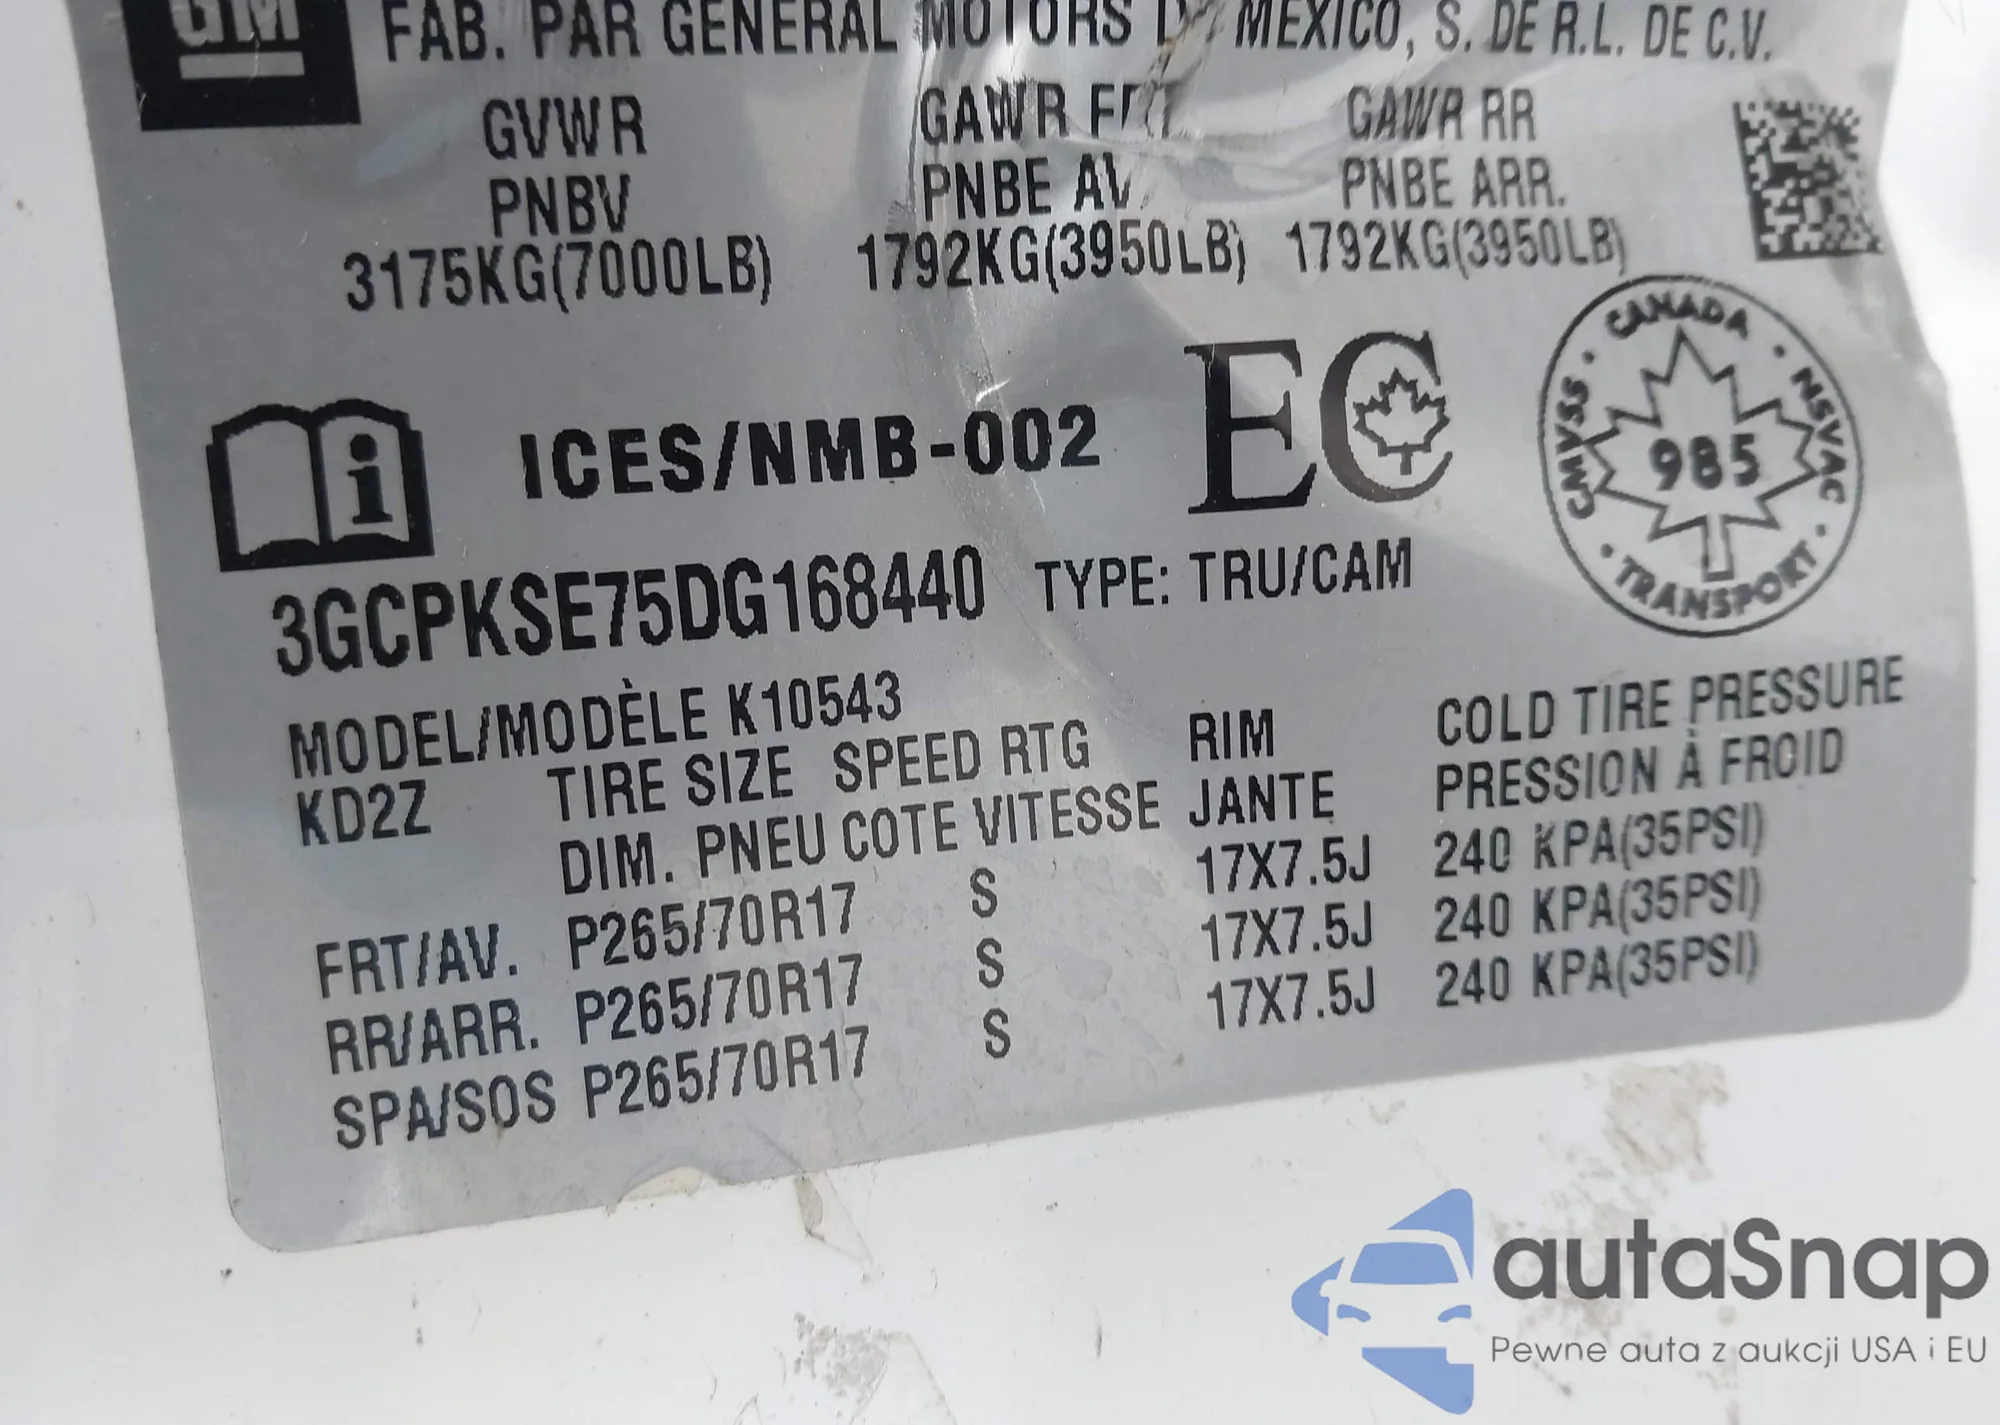 GM
FAB. PAR GENERAL MOTORS MEXICO, S. DE R.L. DE C.V.
GVWR GAWR FRT GAWR RR
PNBV PNBE AV. PNBE ARR.
3175KG(7000LB) 1792KG(3950LB) 1792KG(3950LB)
CANADA
CMVSS · NSVAC
985
TRANSPORT
i ICES/NMB-002 EC
3GCPKSE75DG168440 TYPE: TRU/CAM
MODEL/MODÈLE K10543
KD2Z TIRE SIZE SPEED RTG RIM COLD TIRE PRESSURE
DIM. PNEU COTE VITESSE JANTE PRESSION À FROID
FRT/AV. P265/70R17 S 17X7.5J 240 KPA(35PSI)
RR/ARR. P265/70R17 S 17X7.5J 240 KPA(35PSI)
SPA/SOS P265/70R17 S 17X7.5J 240 KPA(35PSI)
autaSnap
Pewne auta z aukcji USA i EU